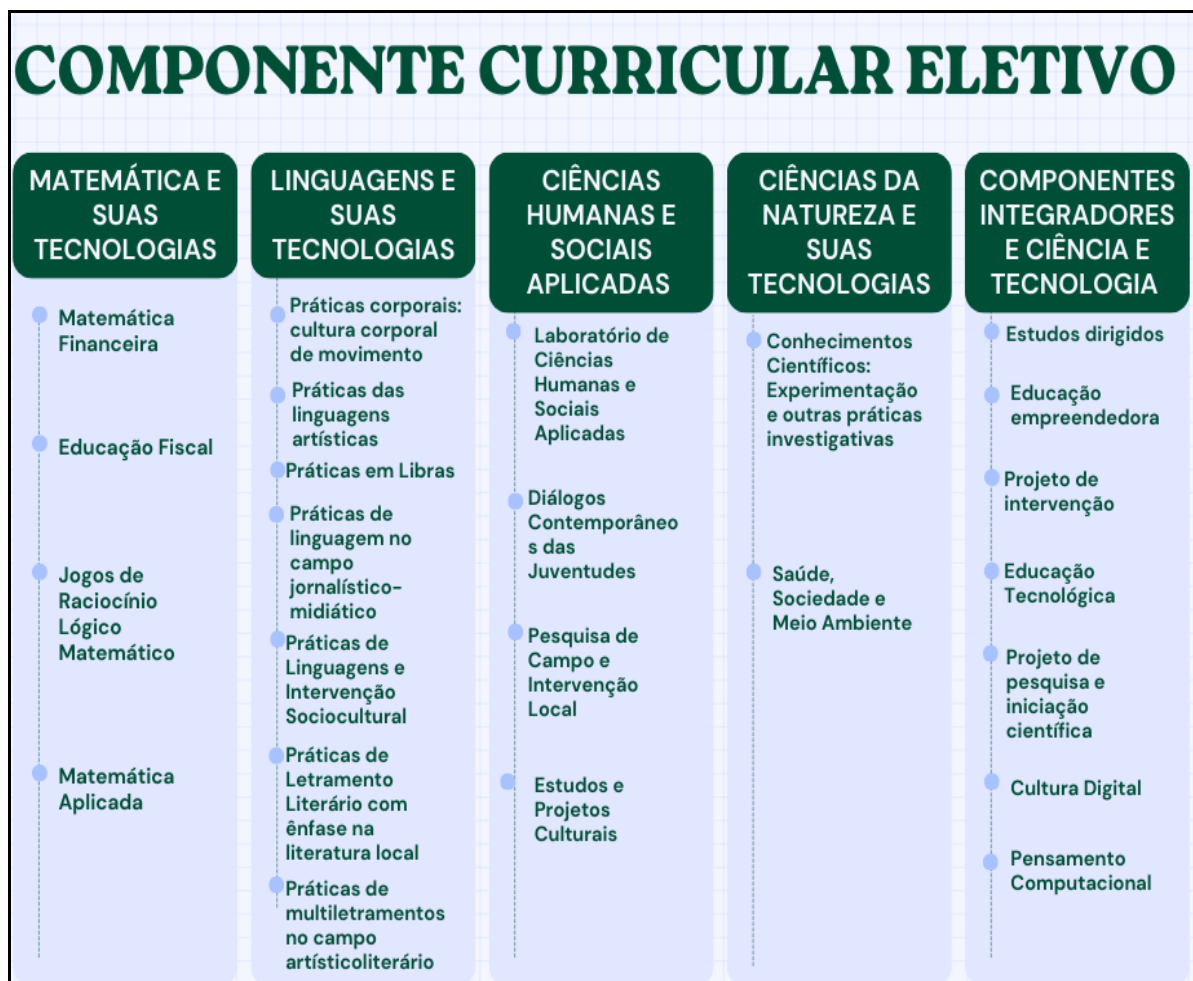 COMPONENTE CURRICULAR ELETIVO
MATEMÁTICA E
SUAS
TECNOLOGIAS
Matemática
Financeira
Educação Fiscal
Jogos de
Raciocínio
Lógico
Matemático
Matemática
Aplicada
LINGUAGENS E
SUAS
TECNOLOGIAS
Práticas corporais:
cultura corporal
de movimento
Práticas das
linguagens
artísticas
Práticas em Libras
Práticas de
linguagem no
campo
jornalístico-
midiático
Práticas de
Linguagens e
Intervenção
Sociocultural
Práticas de
Letramento
Literário com
ênfase na
literatura local
Práticas de
multiletramentos
no campo
artísticoliterário
CIÊNCIAS
HUMANAS E
SOCIAIS
APLICADAS
Laboratório de
Ciências
Humanas e
Sociais
Aplicadas
Diálogos
Contemporâneo
s das
Juventudes
Pesquisa de
Campo e
Intervenção
Local
Estudos e
Projetos
Culturais
CIÊNCIAS DA
NATUREZA E
SUAS
TECNOLOGIAS
Conhecimentos
Científicos:
Experimentação
e outras práticas
investigativas
Saúde,
Sociedade e
Meio Ambiente
COMPONENTES
INTEGRADORES
E CIÊNCIA E
TECNOLOGIA
Estudos dirigidos
Educação
empreendedora
Projeto de
intervenção
Educação
Tecnológica
Projeto de
pesquisa e
iniciação
científica
Cultura Digital
Pensamento
Computacional